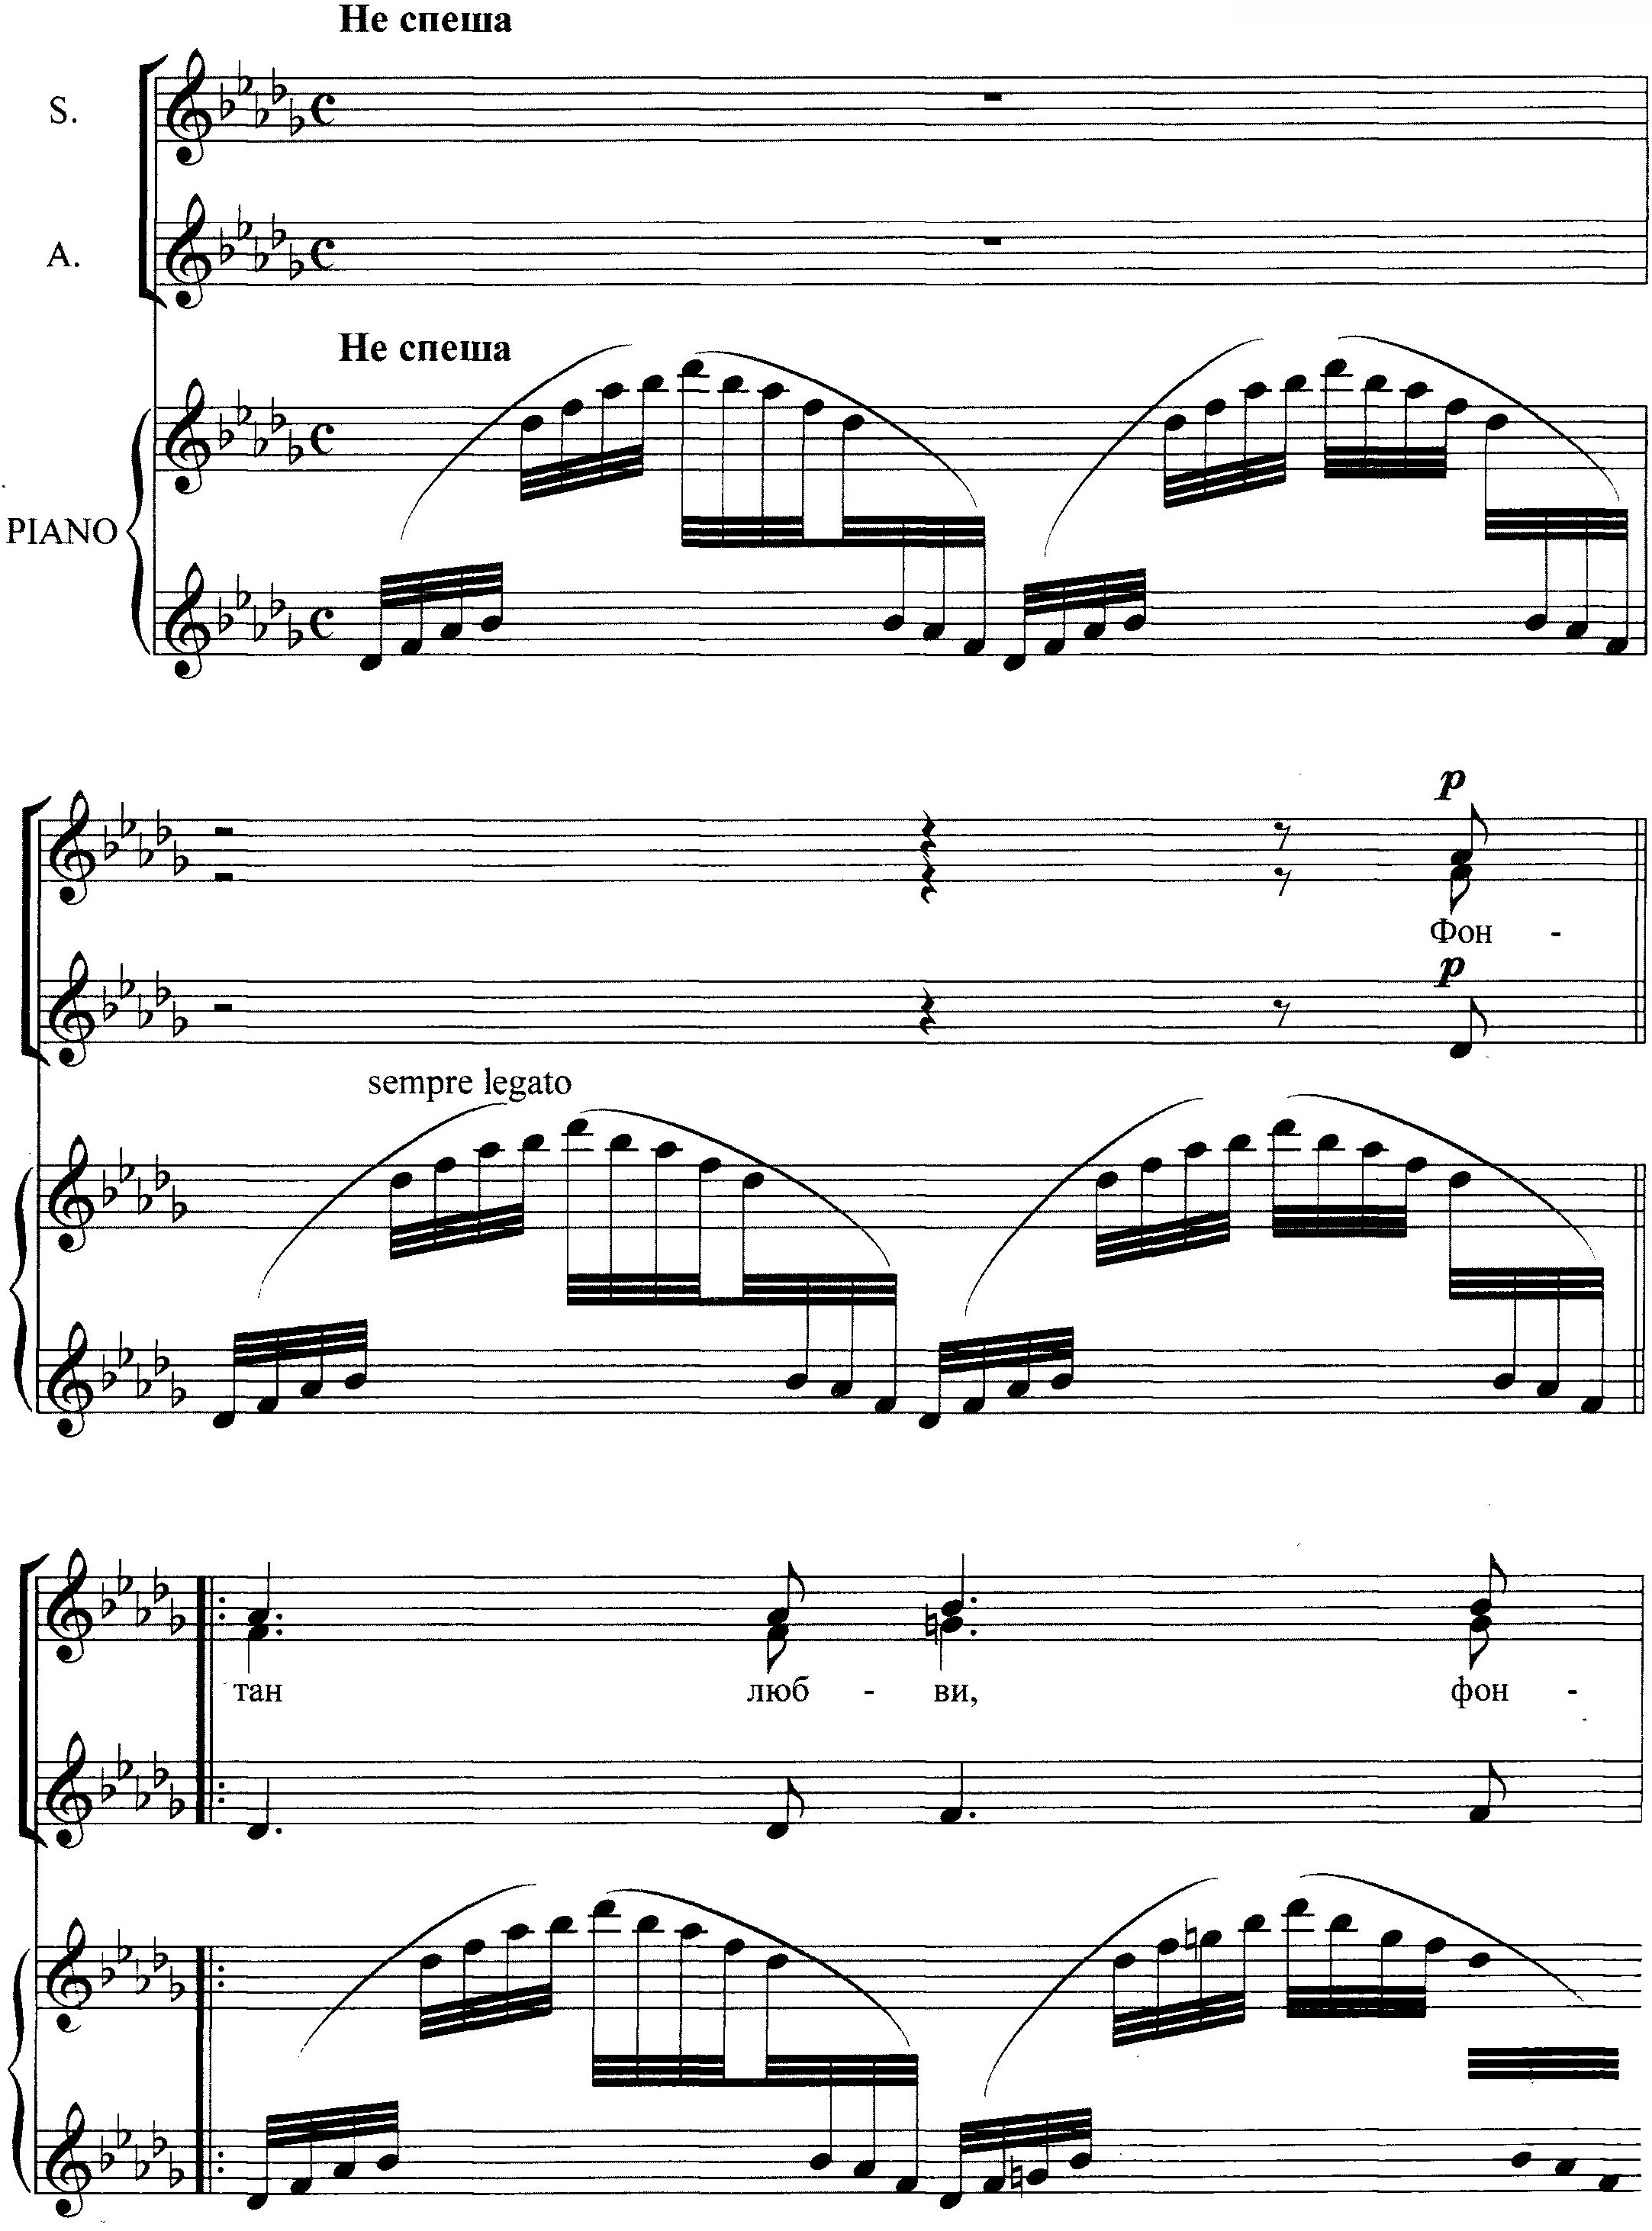 Не спеша
S.
A.
Не спеша
PIANO
p
Фон -
p
sempre legato
тан люб - ви, фон -